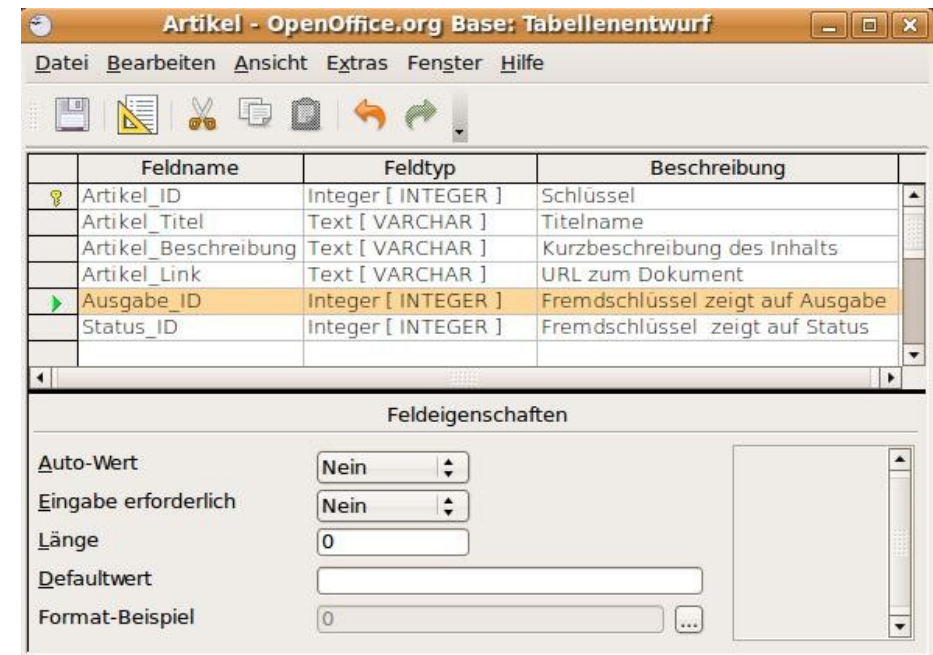 Artikel - OpenOffice.org Base: Tabellenentwurf
Datei Bearbeiten Ansicht Extras Fenster Hilfe
Feldname Feldtyp Beschreibung
Artikel_ID Integer [ INTEGER ] Schlüssel
Artikel_Titel Text [ VARCHAR ] Titelname
Artikel_Beschreibung Text [ VARCHAR ] Kurzbeschreibung des Inhalts
Artikel_Link Text [ VARCHAR ] URL zum Dokument
Ausgabe_ID Integer [ INTEGER ] Fremdschlüssel zeigt auf Ausgabe
Status_ID Integer [ INTEGER ] Fremdschlüssel zeigt auf Status
Feldeigenschaften
Auto-Wert Nein
Eingabe erforderlich Nein
Länge 0
Defaultwert
Format-Beispiel 0 ...